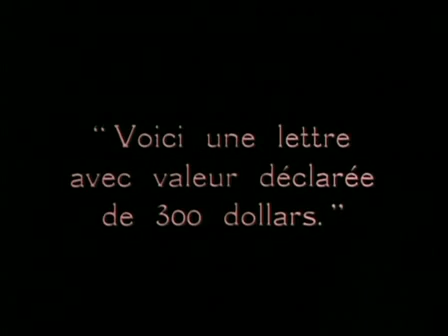 “Voici une lettre
avec valeur déclarée
de 300 dollars.”